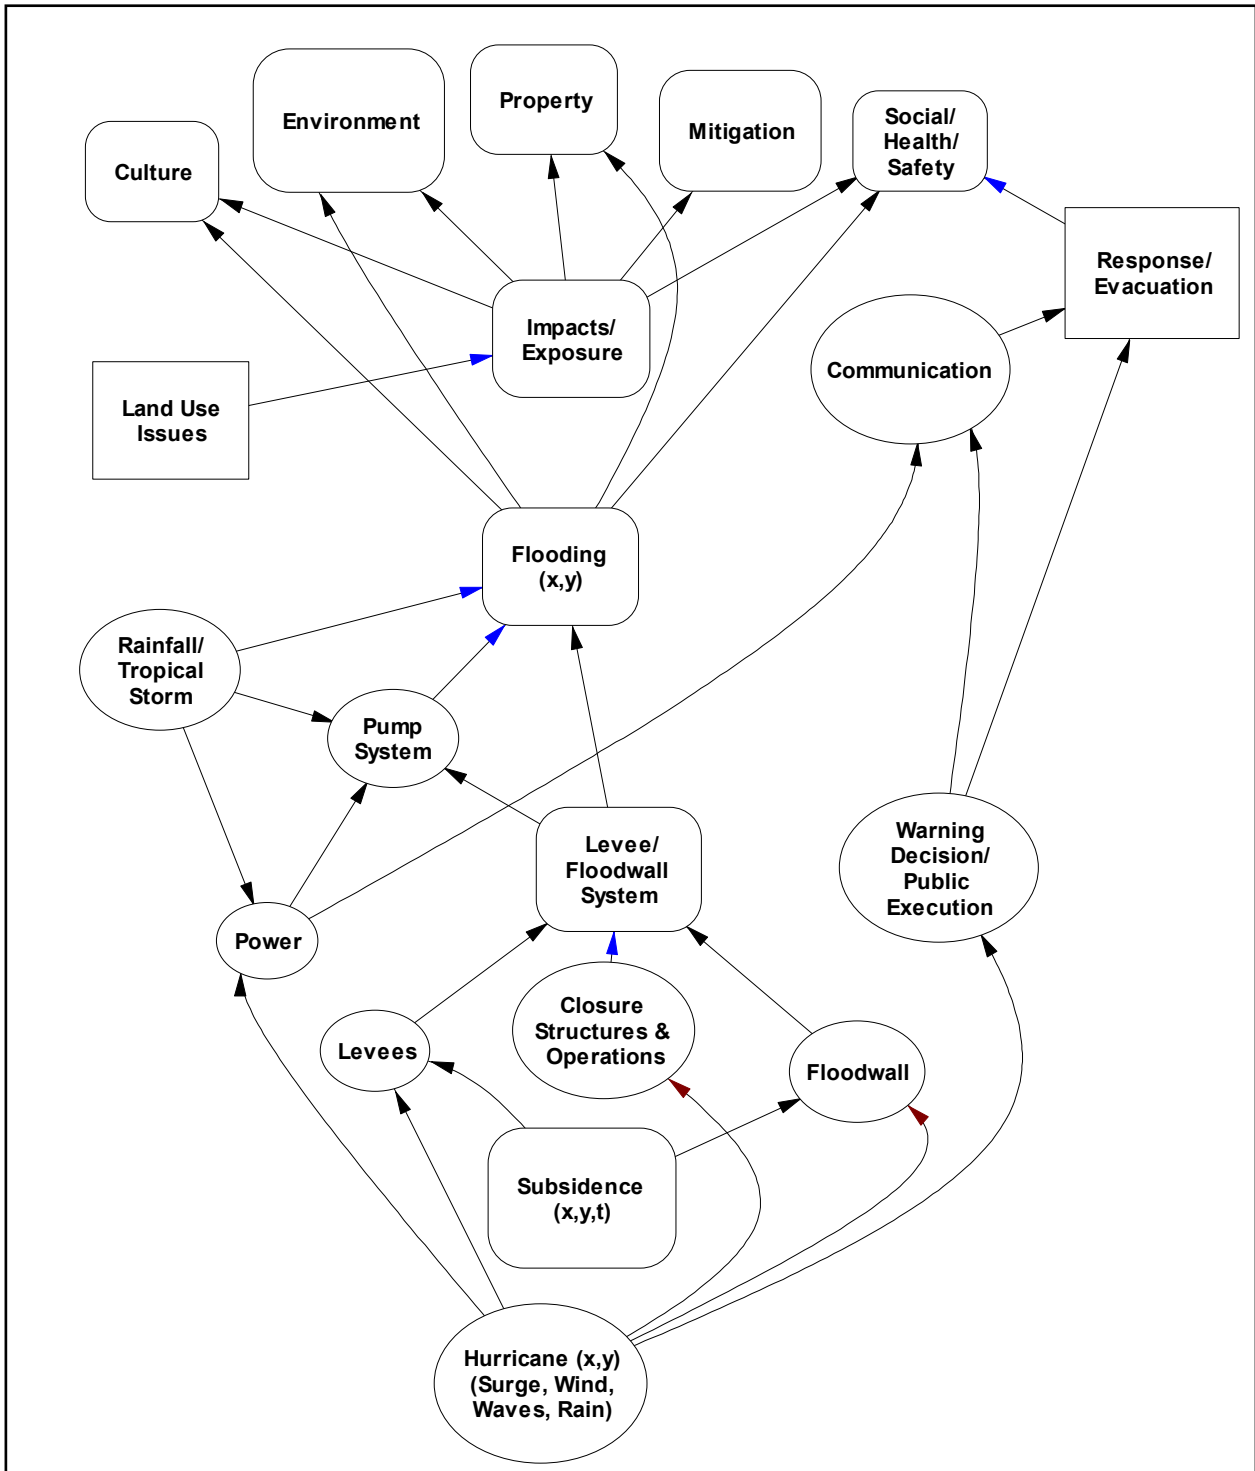 Property
Environment
Mitigation
Social/
Health/
Safety
Culture
Response/
Evacuation
Impacts/
Exposure
Communication
Land Use
Issues
Flooding
(x,y)
Rainfall/
Tropical
Storm
Pump
System
Levee/
Floodwall
System
Warning
Decision/
Public
Execution
Power
Closure
Structures &
Operations
Levees
Floodwall
Subsidence
(x,y,t)
Hurricane (x,y)
(Surge, Wind,
Waves, Rain)